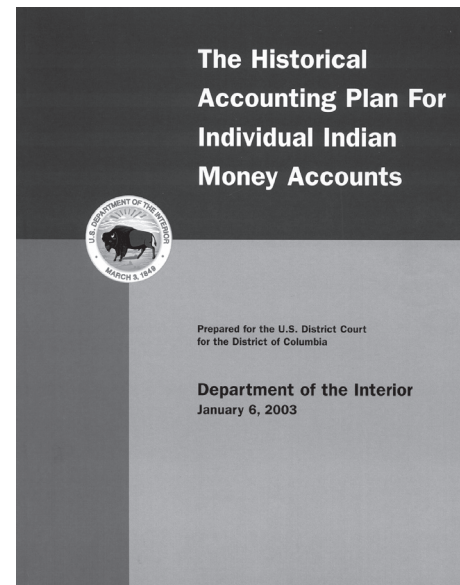 The Historical
Accounting Plan For
Individual Indian
Money Accounts
U.S. DEPARTMENT OF THE INTERIOR
MARCH 3, 1849
Prepared for the U.S. District Court
for the District of Columbia
Department of the Interior
January 6, 2003